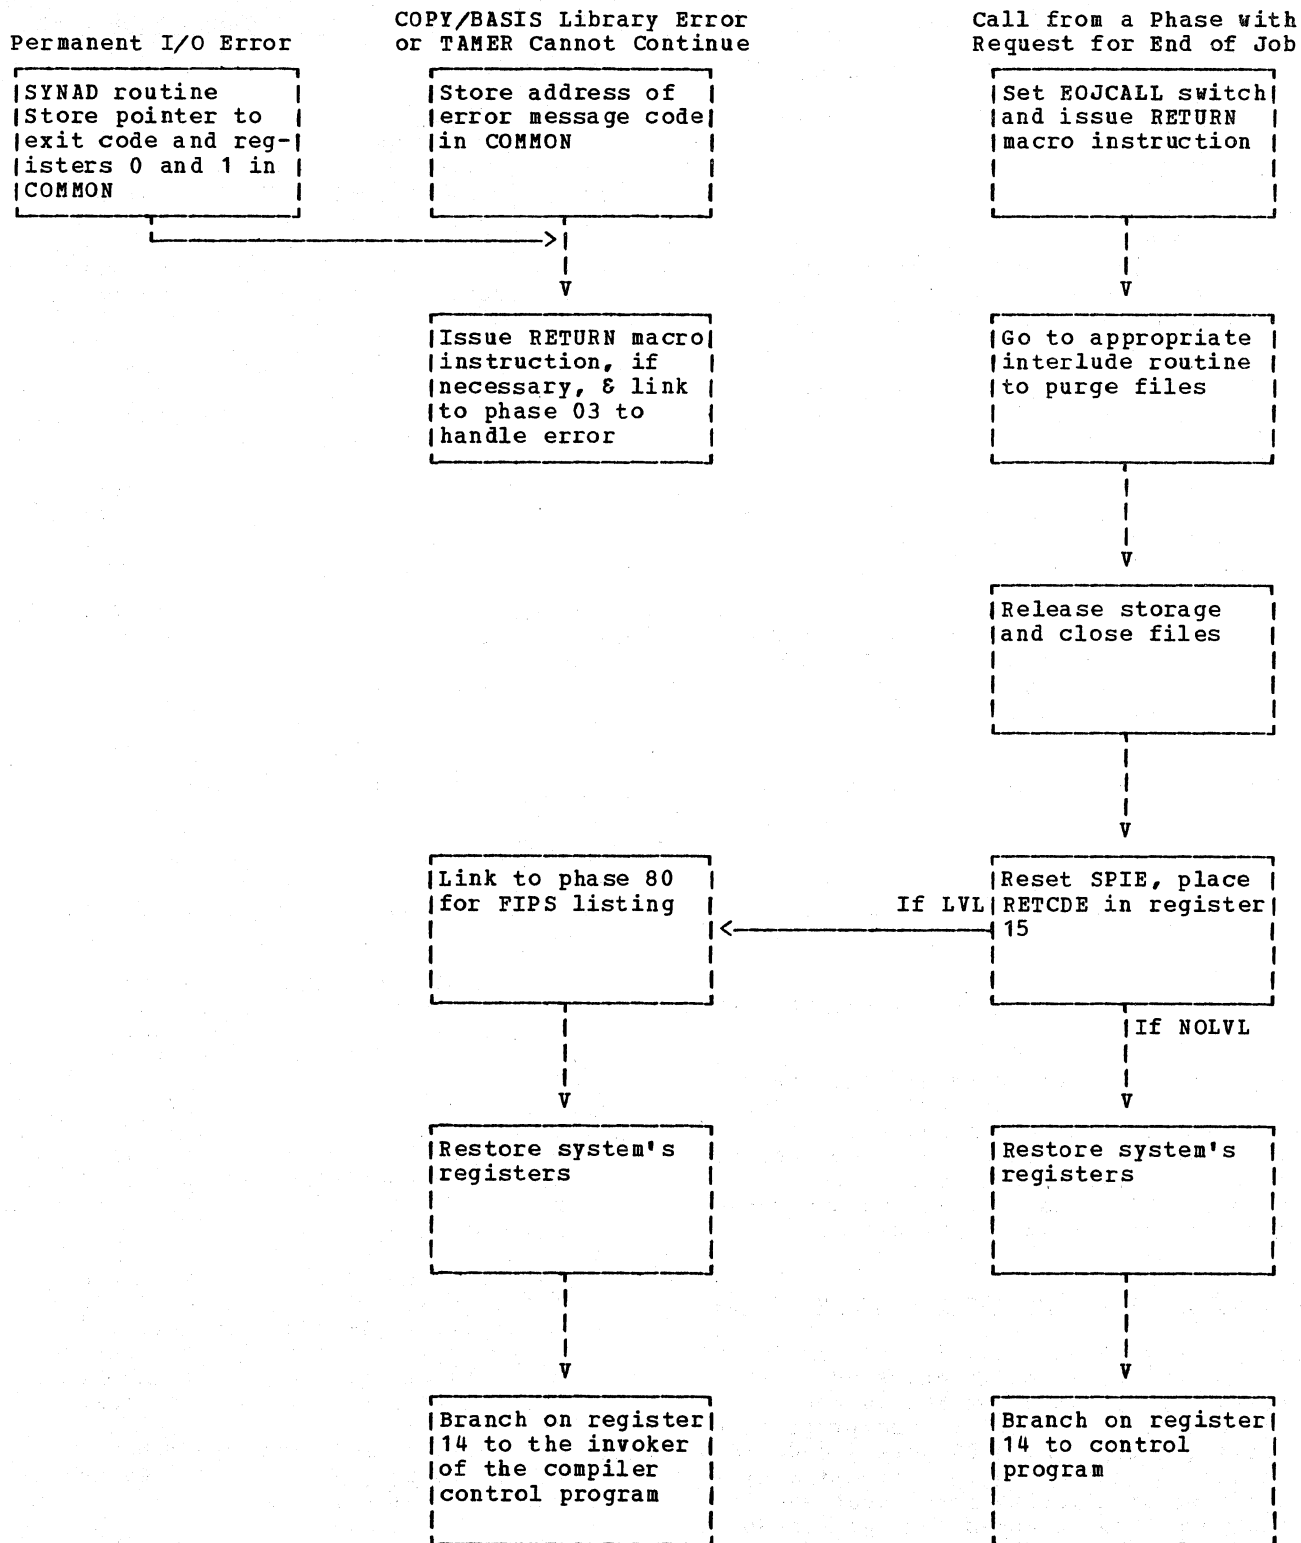 Permanent I/O Error
COPY/BASIS Library Error
or TAMER Cannot Continue
Call from a Phase with
Request for End of Job
SYNAD routine
Store pointer to
exit code and reg-
isters 0 and 1 in
COMMON
Store address of
error message code
in COMMON
Set EOJCALL switch
and issue RETURN
macro instruction
Issue RETURN macro
instruction, if
necessary, & link
to phase 03 to
handle error
Go to appropriate
interlude routine
to purge files
Release storage
and close files
Link to phase 80
for FIPS listing
If LVL
Reset SPIE, place
RETCDE in register
15
If NOLVL
Restore system's
registers
Restore system's
registers
Branch on register
14 to the invoker
of the compiler
control program
Branch on register
14 to control
program